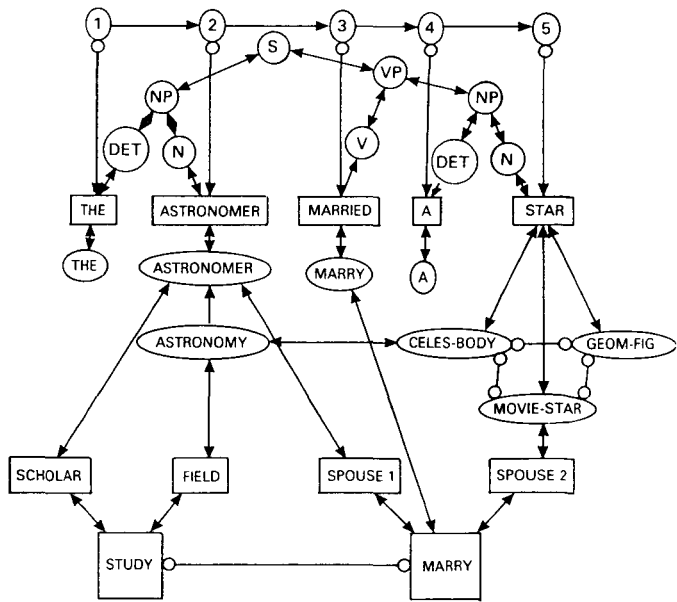 1 2 3 4 5
S
VP
NP NP
DET N V DET N
THE ASTRONOMER MARRIED A STAR
THE ASTRONOMER MARRY A
ASTRONOMY CELES-BODY GEOM-FIG
MOVIE-STAR
SCHOLAR FIELD SPOUSE 1 SPOUSE 2
STUDY MARRY